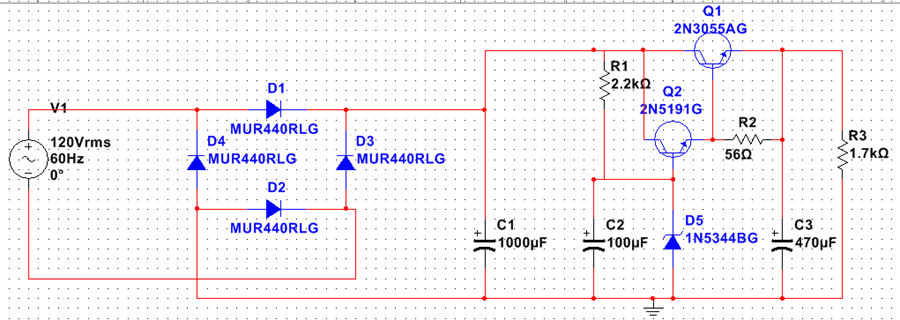 V1
120Vrms
60Hz
0°
D1
MUR440RLG
D4
MUR440RLG
D3
MUR440RLG
D2
MUR440RLG
C1
1000µF
R1
2.2kΩ
Q2
2N5191G
Q1
2N3055AG
R2
56Ω
C2
100µF
D5
1N5344BG
C3
470µF
R3
1.7kΩ